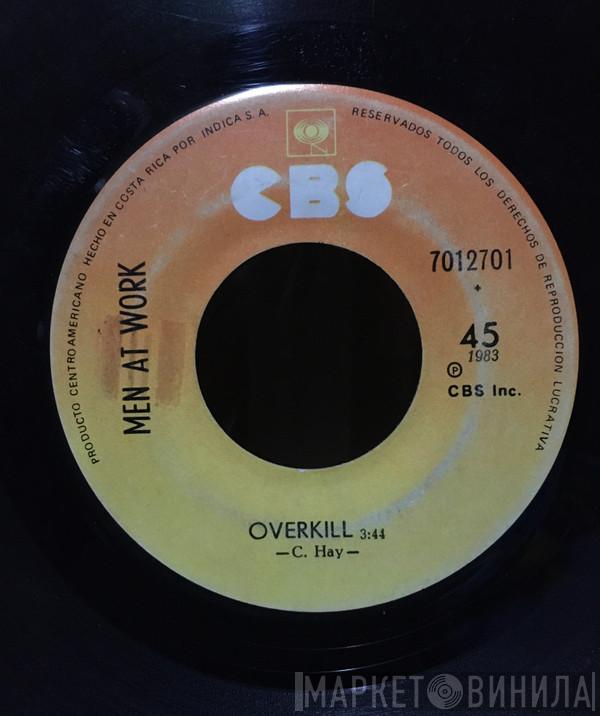 PRODUCTO CENTROAMERICANO HECHO EN COSTA RICA POR INDICA S.A.
RESERVADOS TODOS LOS DERECHOS DE REPRODUCCION LUCRATIVA
CBS
MEN AT WORK
7012701
45
1983
℗
CBS Inc.
OVERKILL 3:44
—C. Hay—
МАРКЕТ ВИНИЛА